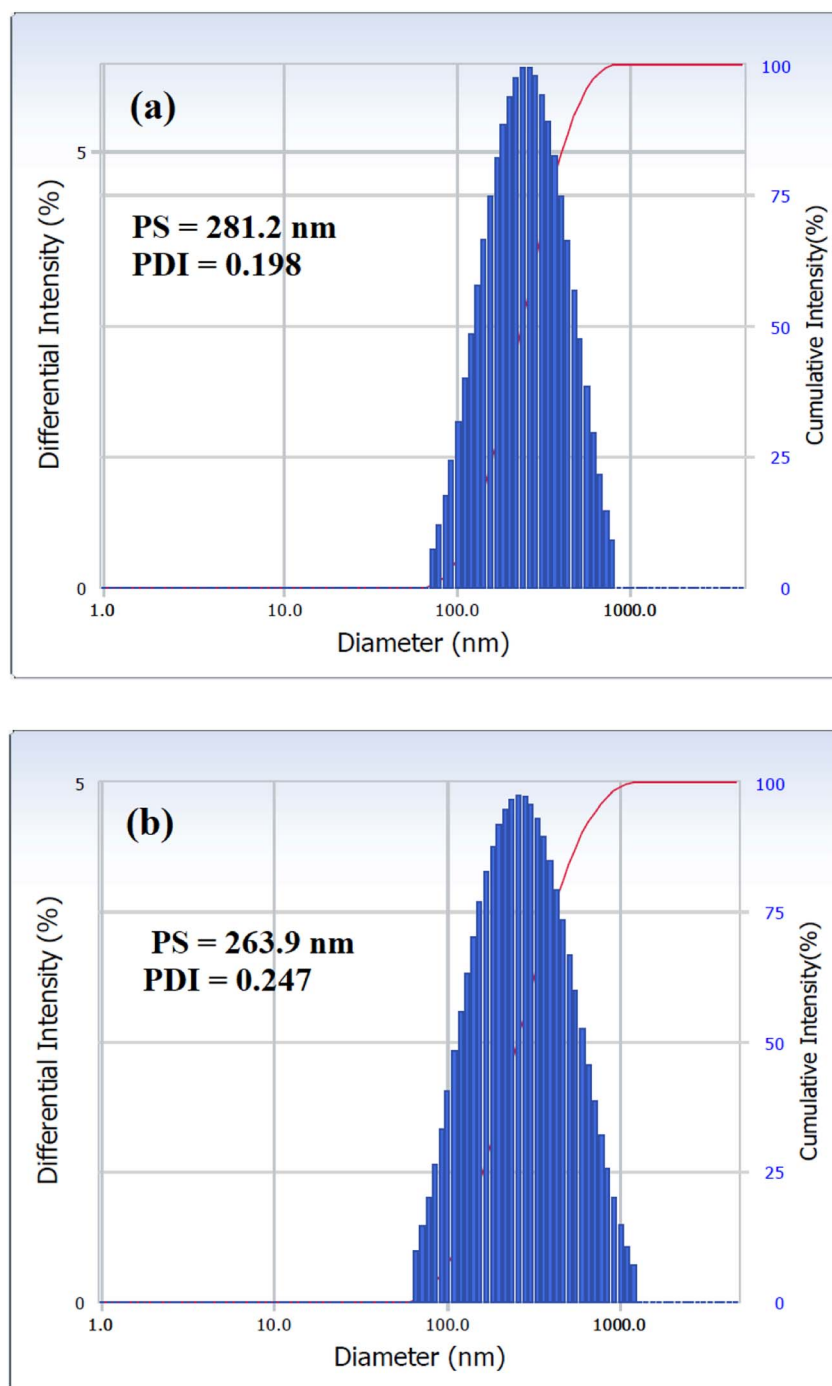 (a)
PS = 281.2 nm
PDI = 0.198
Differential Intensity (%)
5
0
100
75
50
25
0
Cumulative Intensity(%)
1.0 10.0 100.0 1000.0
Diameter (nm)
(b)
PS = 263.9 nm
PDI = 0.247
Differential Intensity (%)
5
0
100
75
50
25
0
Cumulative Intensity(%)
1.0 10.0 100.0 1000.0
Diameter (nm)